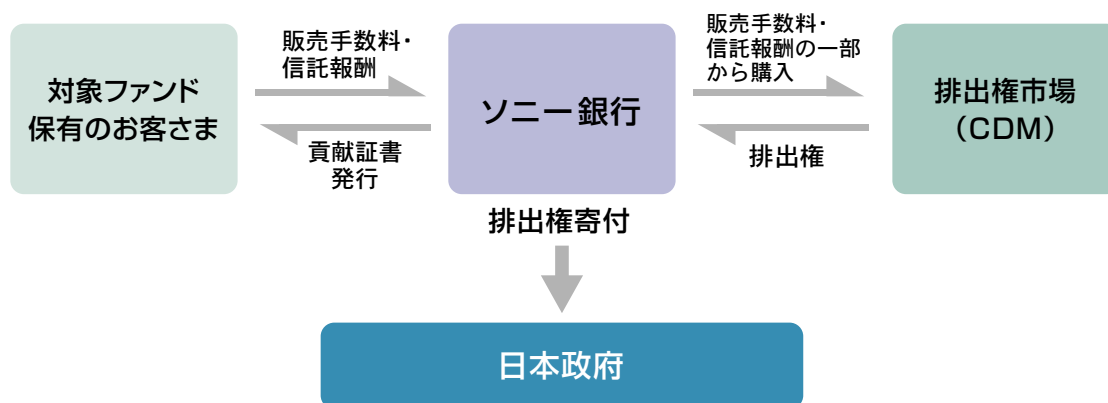 対象ファンド
保有のお客さま
販売手数料・
信託報酬
貢献証書
発行
ソニー銀行
販売手数料・
信託報酬の一部
から購入
排出権
排出権市場
（CDM）
排出権寄付
日本政府